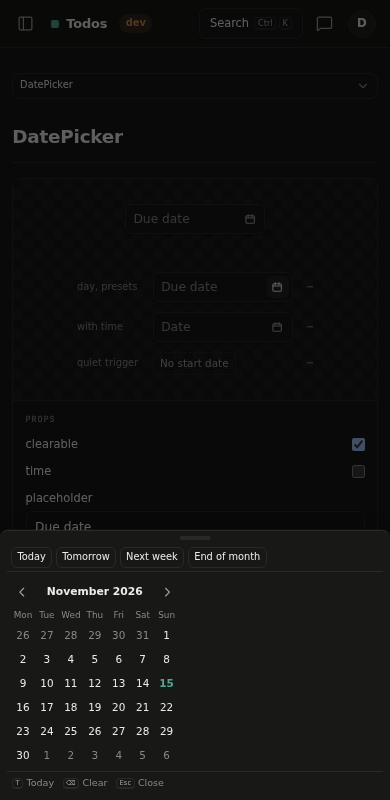 Todos dev Search Ctrl K D
DatePicker
DatePicker
Due date
day, presets Due date –
with time Date –
quiet trigger No start date –
PROPS
clearable
time
placeholder
Due date
Today Tomorrow Next week End of month
November 2026
Mon Tue Wed Thu Fri Sat Sun
26 27 28 29 30 31 1
2 3 4 5 6 7 8
9 10 11 12 13 14 15
16 17 18 19 20 21 22
23 24 25 26 27 28 29
30 1 2 3 4 5 6
T Today ⌫ Clear Esc Close